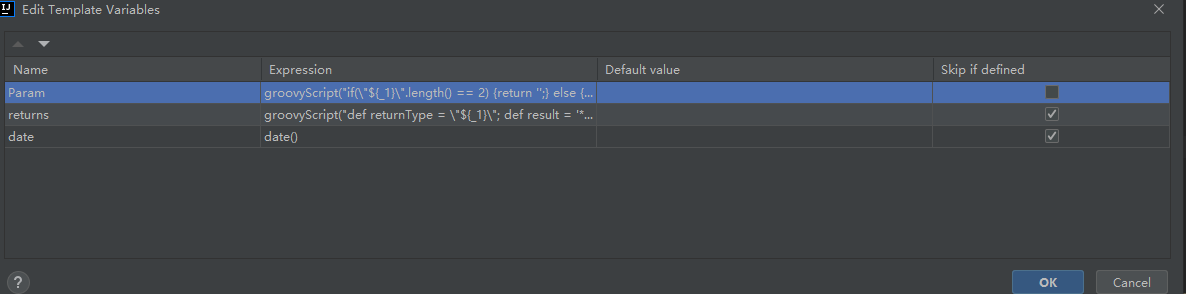 IJ Edit Template Variables
Name Expression Default value Skip if defined
Param groovyScript("if(\"${_1}\".length() == 2) {return '';} else {...
returns groovyScript("def returnType = \"${_1}\"; def result = '*...
date date()
? OK Cancel